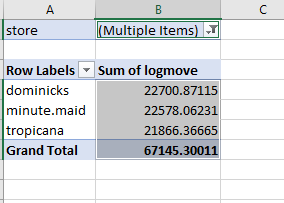 A B C
store (Multiple Items)
Row Labels Sum of logmove
dominicks 22700.87115
minute.maid 22578.06231
tropicana 21866.36665
Grand Total 67145.30011